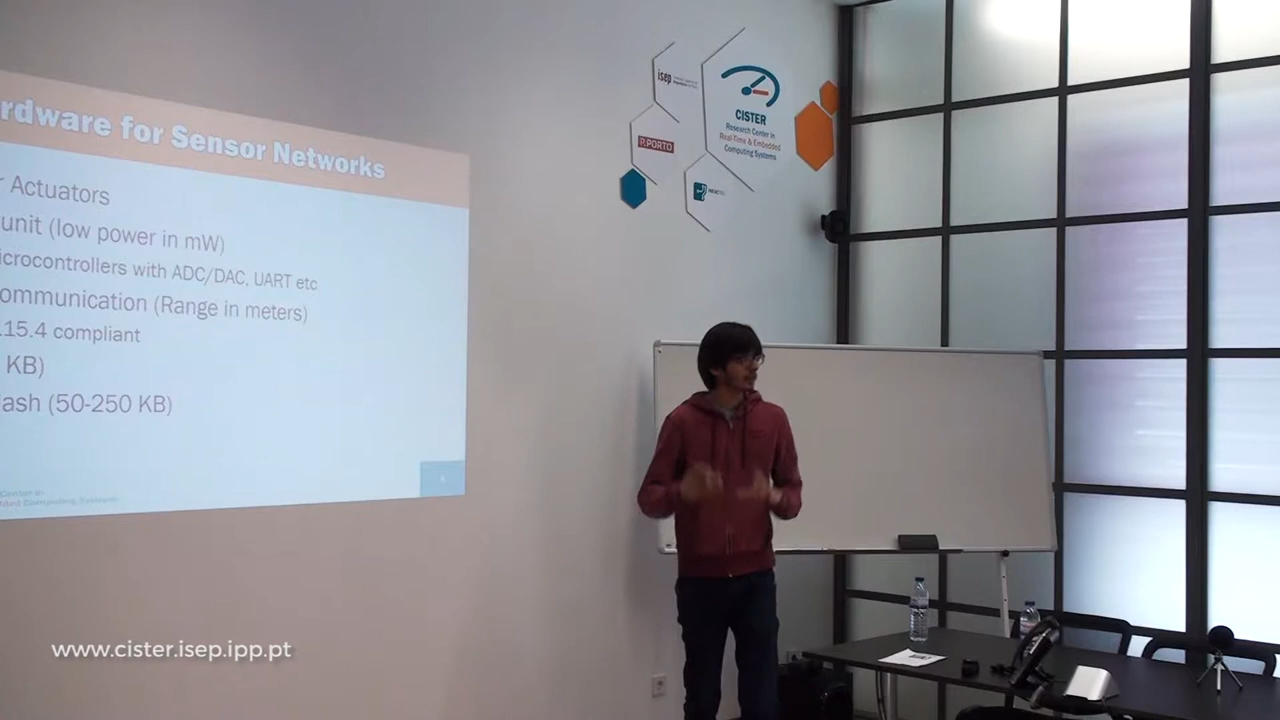 rdware for Sensor Networks
r Actuators
unit (low power in mW)
icrocontrollers with ADC/DAC, UART etc
ommunication (Range in meters)
.15.4 compliant
KB)
lash (50-250 KB)
isep
P.PORTO
CISTER
Research Center in
Real-Time & Embedded
Computing Systems
www.cister.isep.ipp.pt